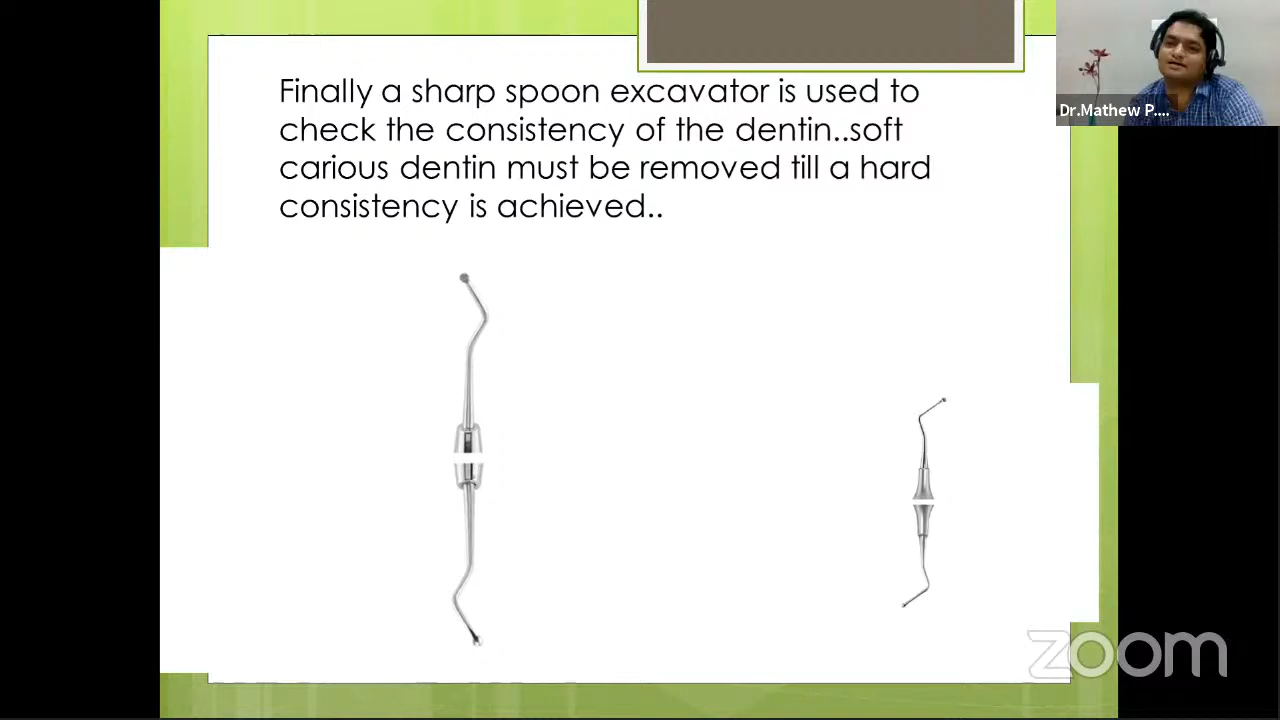 Finally a sharp spoon excavator is used to
check the consistency of the dentin..soft
carious dentin must be removed till a hard
consistency is achieved..
Dr.Mathew P....
zoom